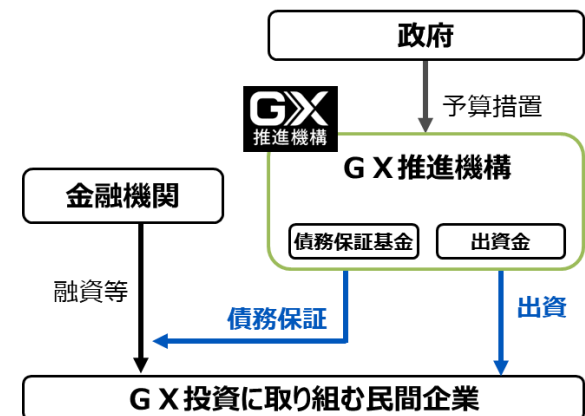 政府
予算措置
GX
推進機構
ＧＸ推進機構
金融機関
債務保証基金
出資金
融資等
債務保証
出資
ＧＸ投資に取り組む民間企業